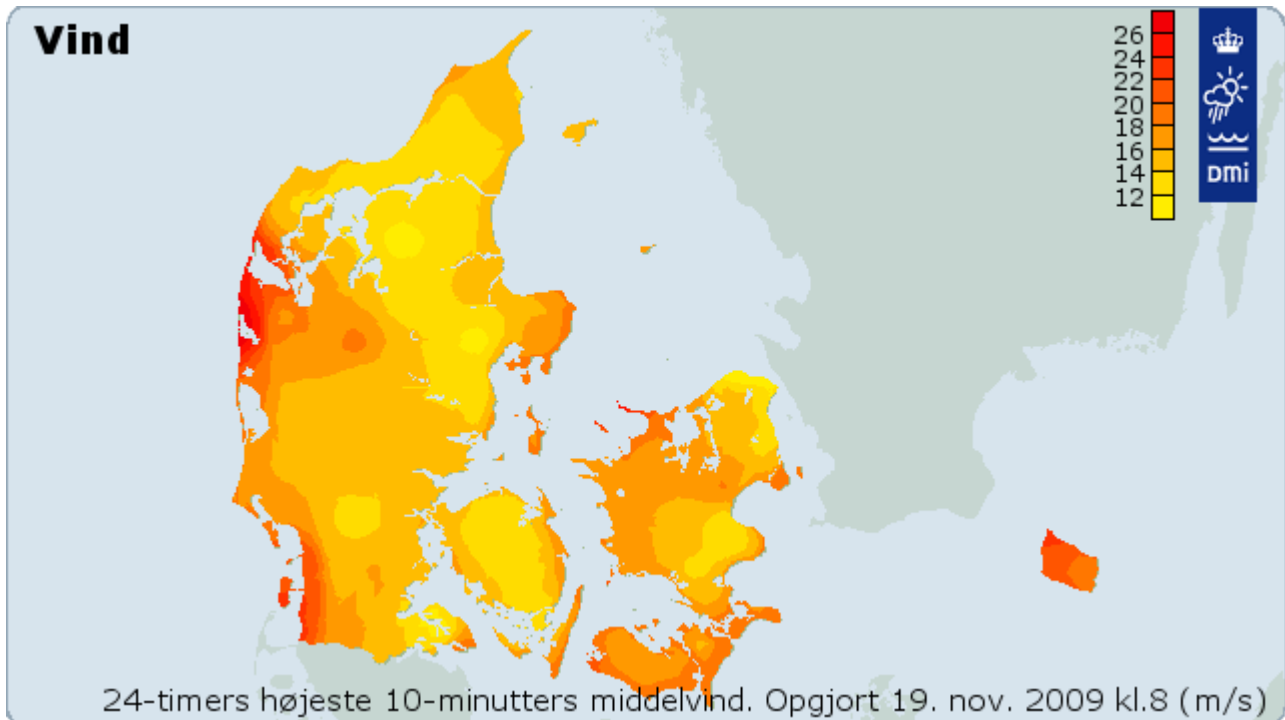 Vind
26
24
22
20
18
16
14
12
DMi
24-timers højeste 10-minutters middelvind. Opgjort 19. nov. 2009 kl.8 (m/s)